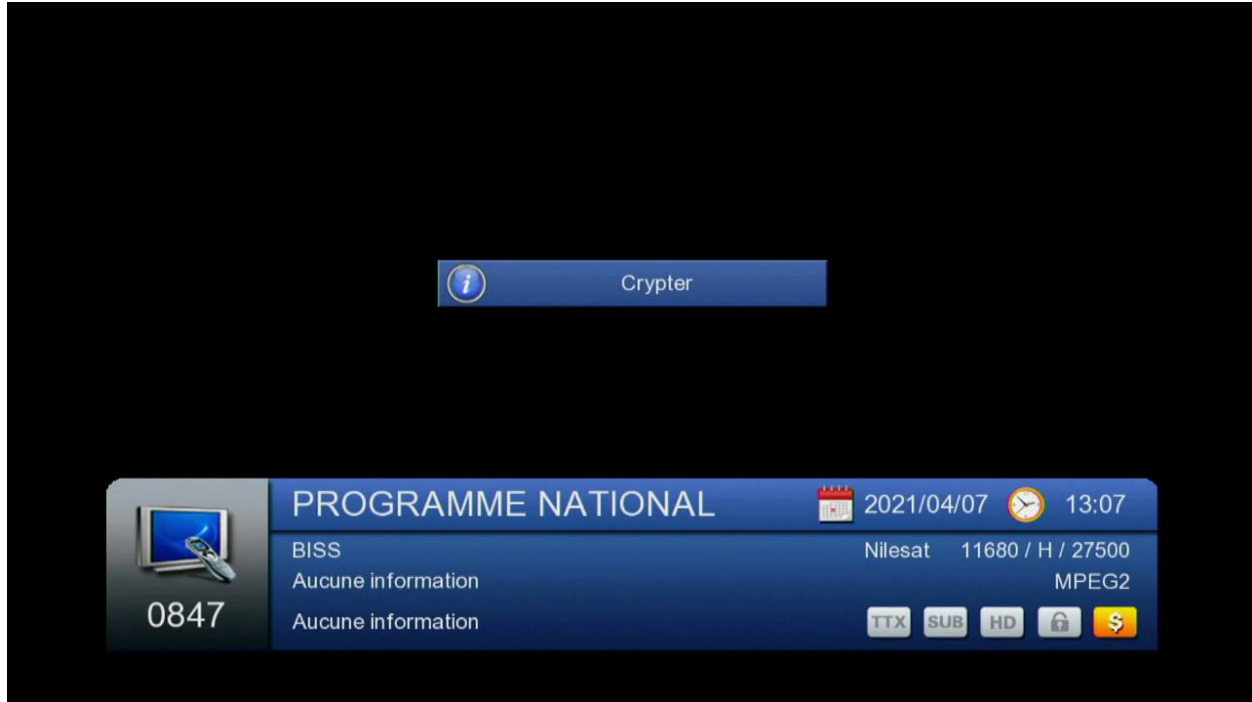 Crypter
PROGRAMME NATIONAL 2021/04/07 13:07
BISS Nilesat 11680 / H / 27500
Aucune information MPEG2
0847 Aucune information TTX SUB HD $